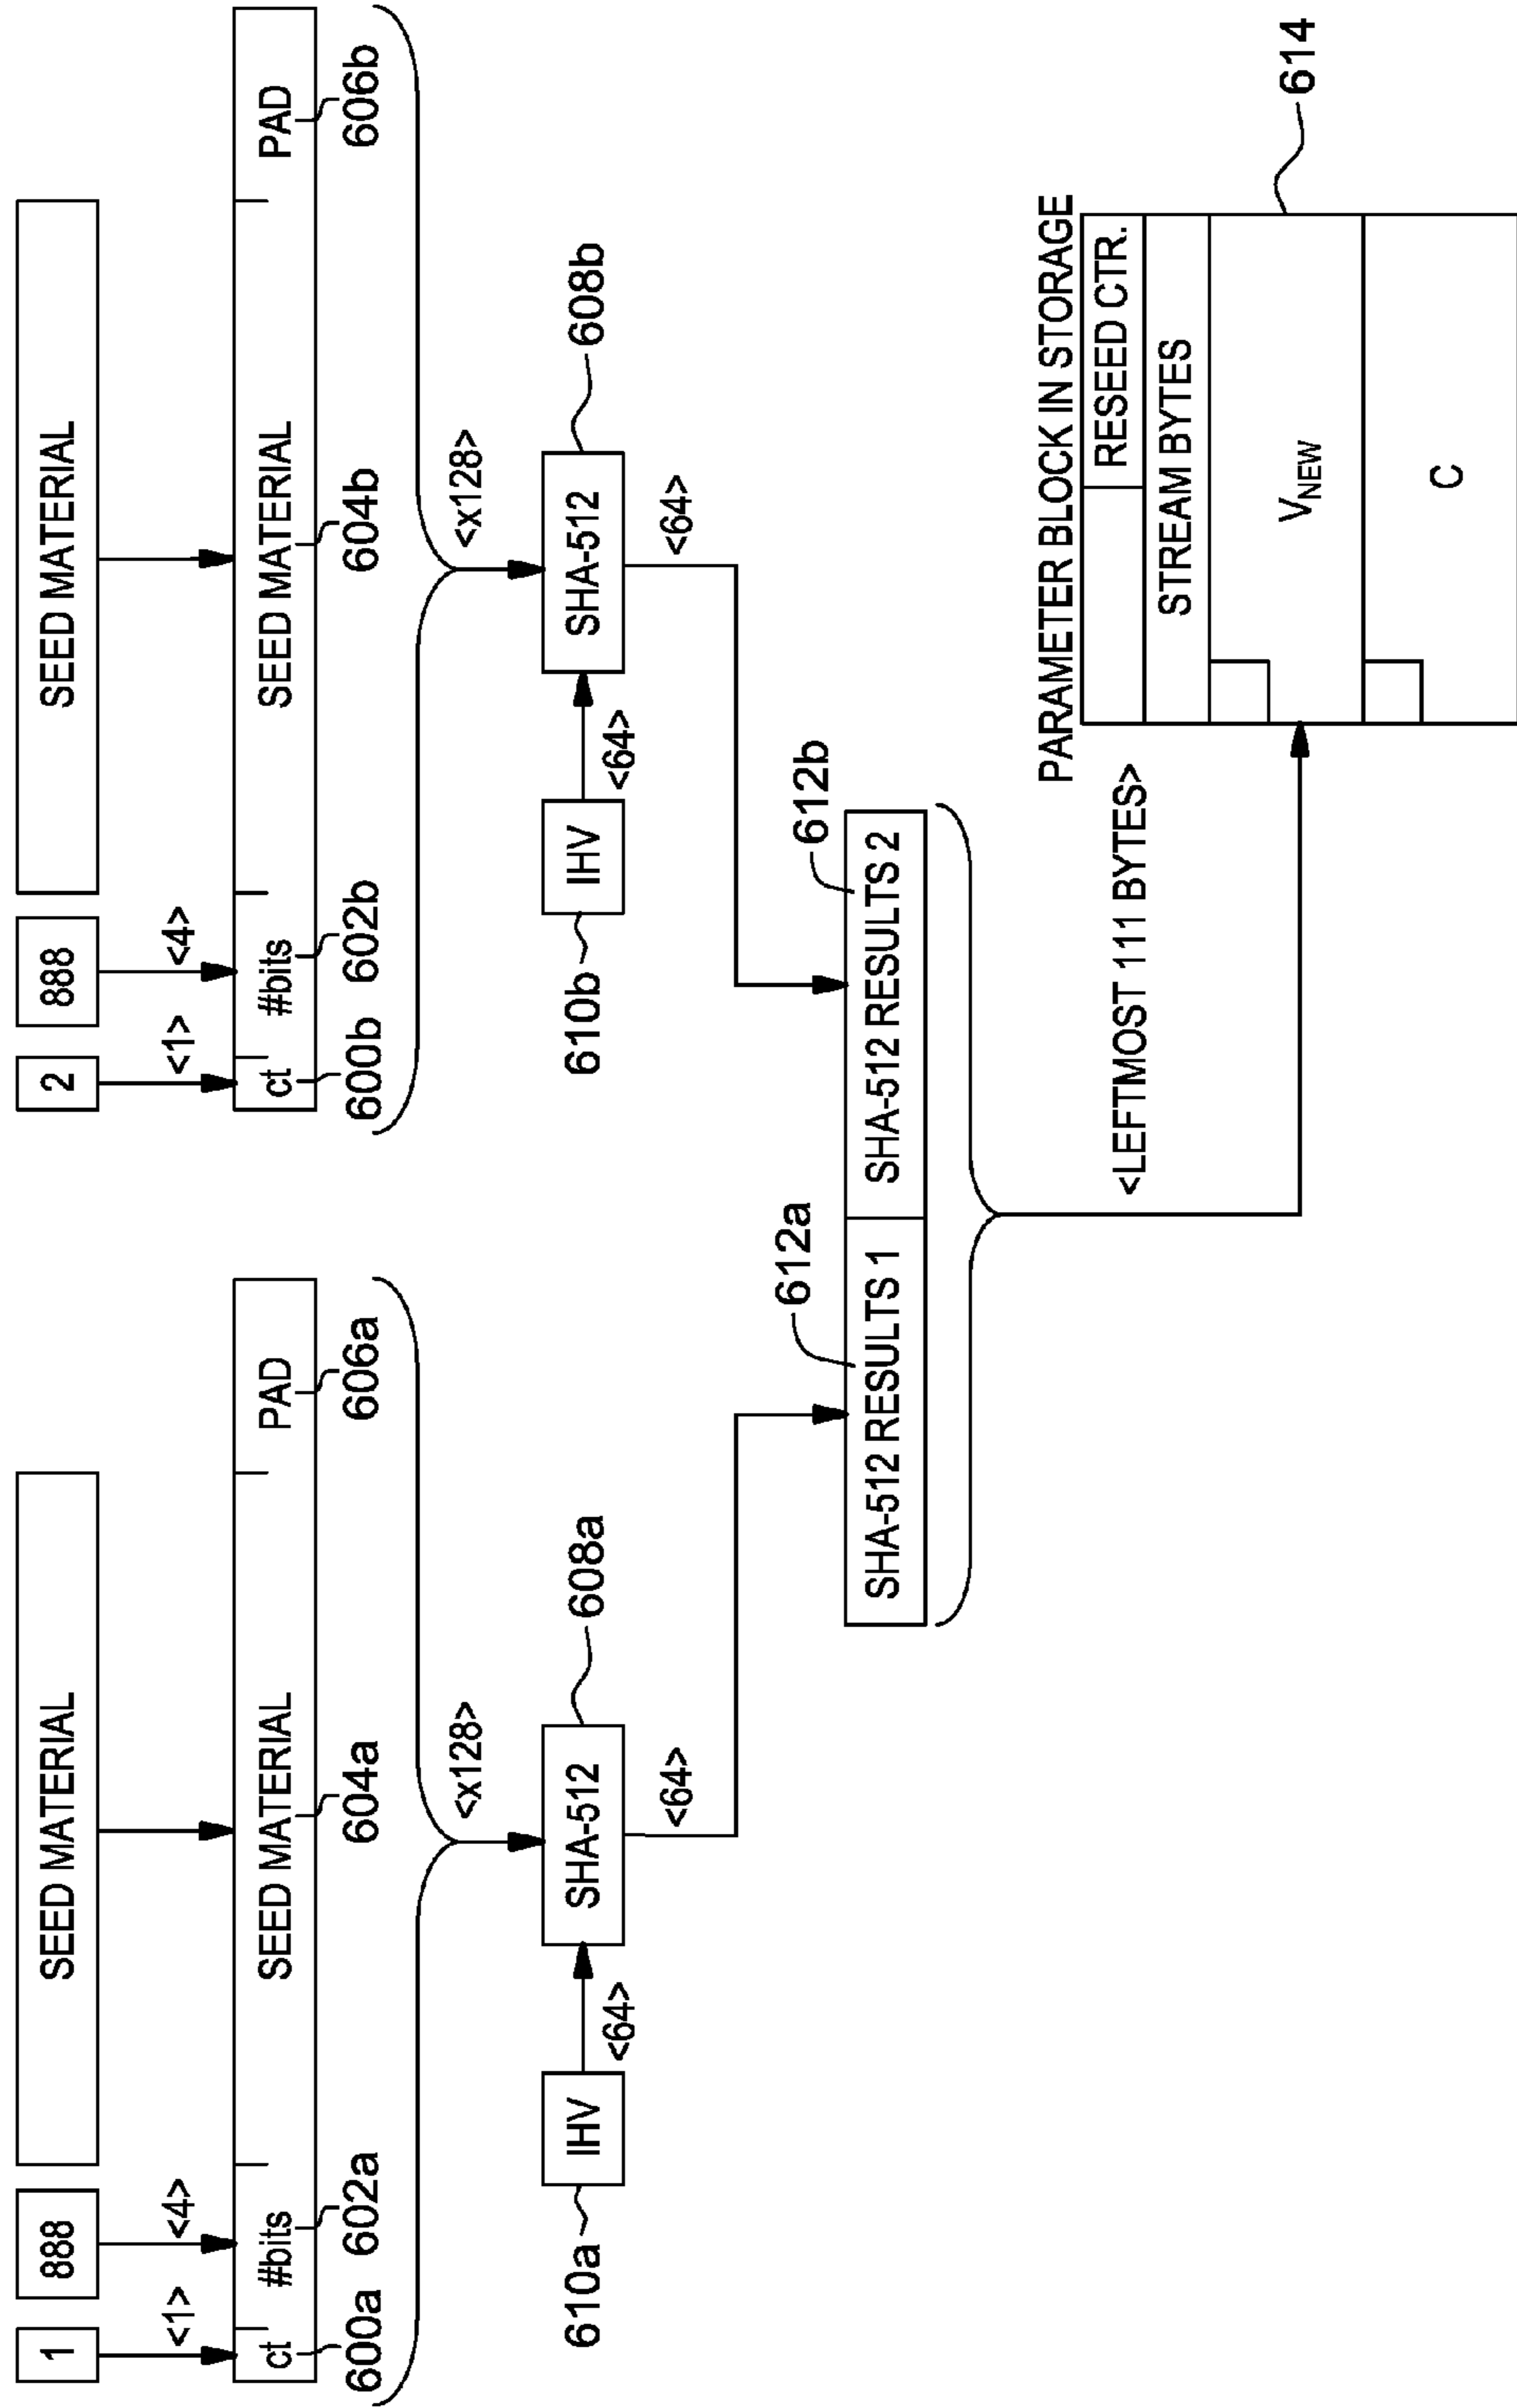 1
888
SEED MATERIAL
2
888
SEED MATERIAL
<1>
<4>
<1>
<4>
ct
#bits
SEED MATERIAL
PAD
ct
#bits
SEED MATERIAL
PAD
600a
602a
604a
606a
600b
602b
604b
606b
<x128>
<x128>
IHV
SHA-512
IHV
SHA-512
610a
<64>
608a
610b
<64>
608b
<64>
<64>
612a
612b
SHA-512 RESULTS 1
SHA-512 RESULTS 2
<LEFTMOST 111 BYTES>
PARAMETER BLOCK IN STORAGE
RESEED CTR.
STREAM BYTES
VNEW
614
C